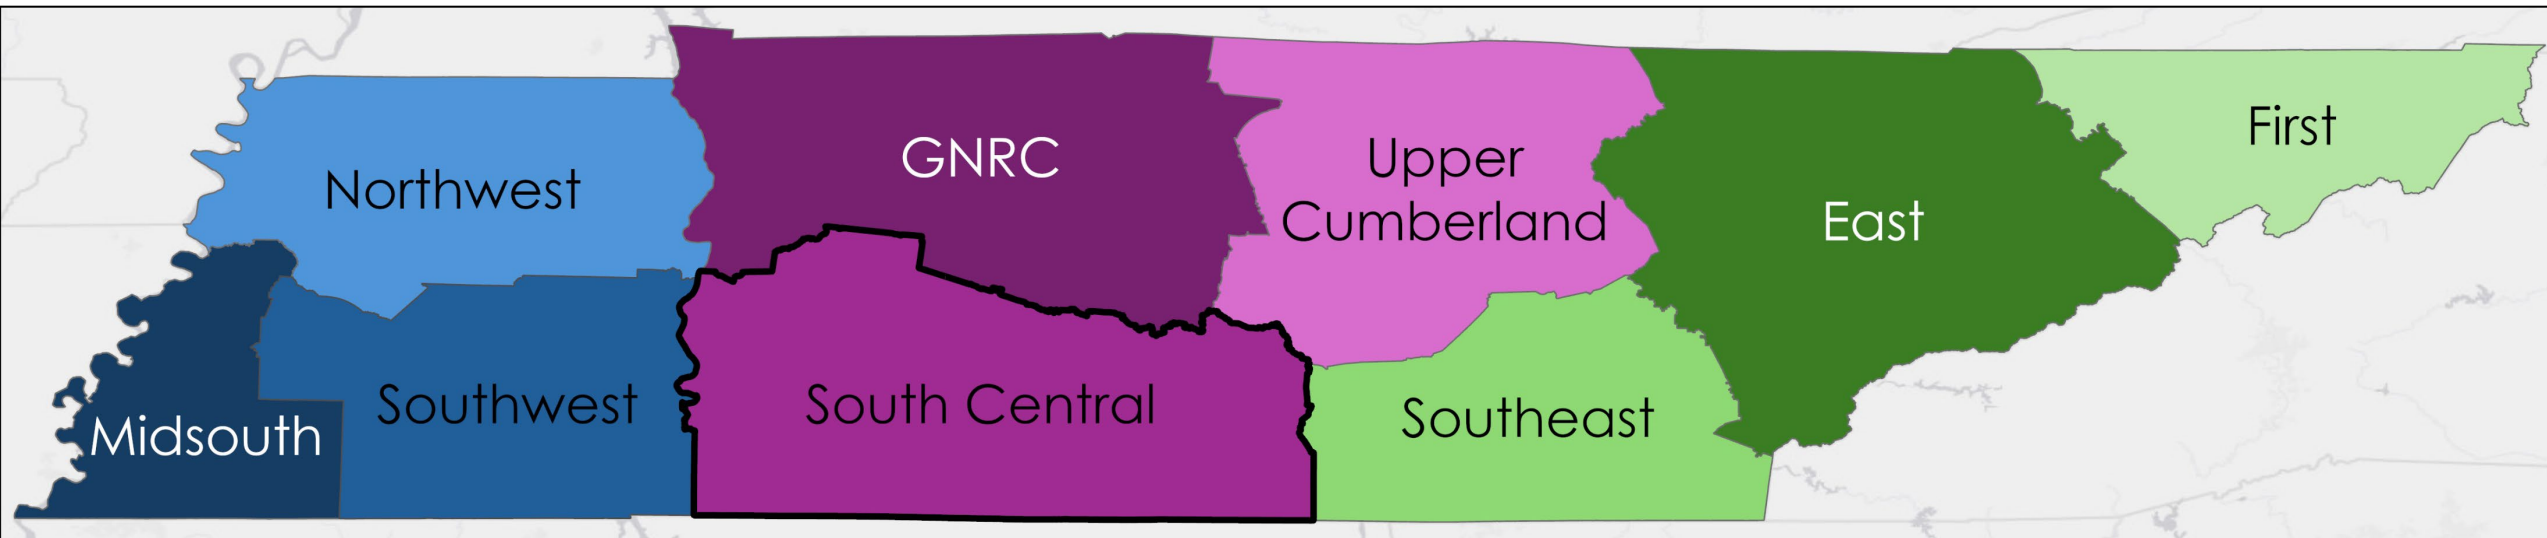 Northwest
GNRC
Upper
Cumberland
East
First
Midsouth
Southwest
South Central
Southeast